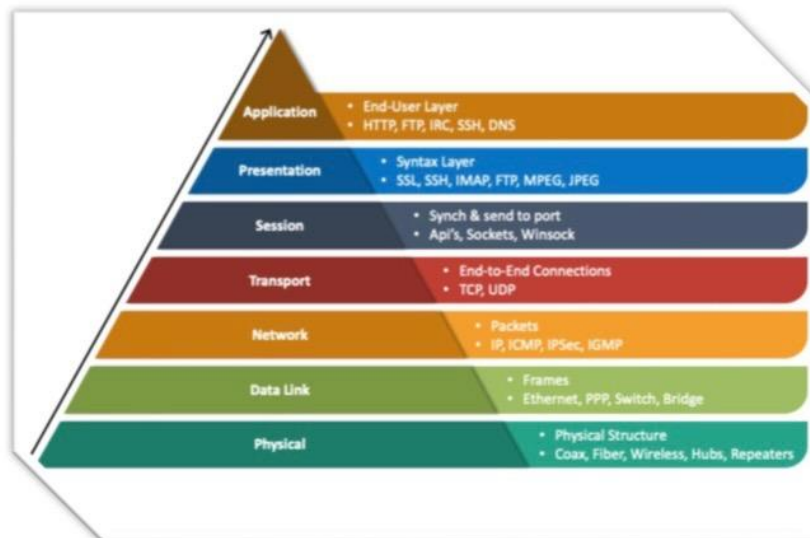 Application
• End-User Layer
• HTTP, FTP, IRC, SSH, DNS
Presentation
• Syntax Layer
• SSL, SSH, IMAP, FTP, MPEG, JPEG
Session
• Synch & send to port
• Api's, Sockets, Winsock
Transport
• End-to-End Connections
• TCP, UDP
Network
• Packets
• IP, ICMP, IPSec, IGMP
Data Link
• Frames
• Ethernet, PPP, Switch, Bridge
Physical
• Physical Structure
• Coax, Fiber, Wireless, Hubs, Repeaters